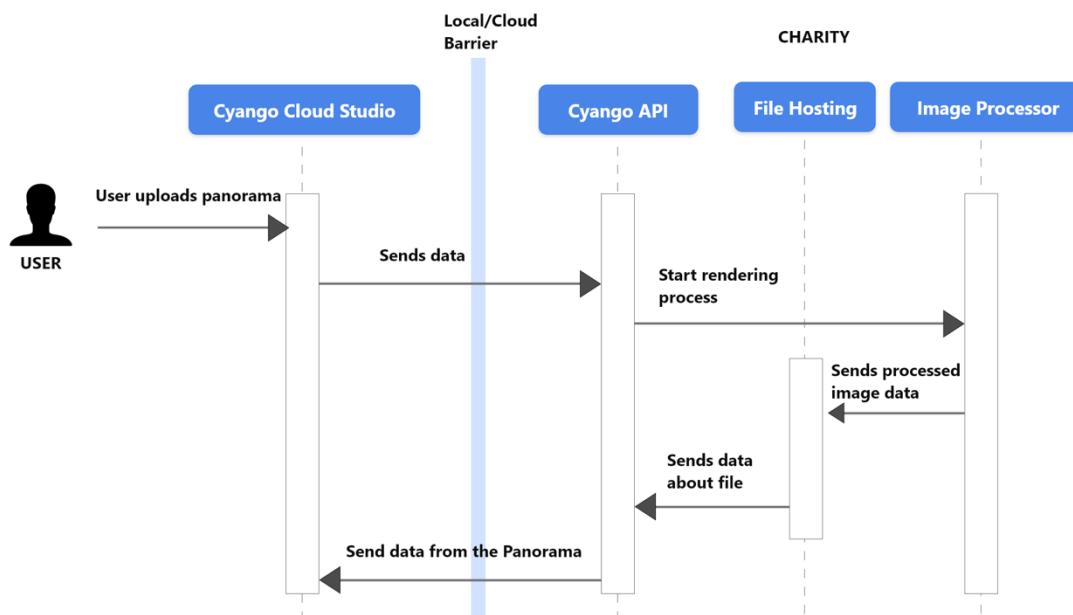 Local/Cloud
Barrier
CHARITY
Cyango Cloud Studio
Cyango API
File Hosting
Image Processor
User uploads panorama
USER
Sends data
Start rendering
process
Sends processed
image data
Sends data
about file
Send data from the Panorama